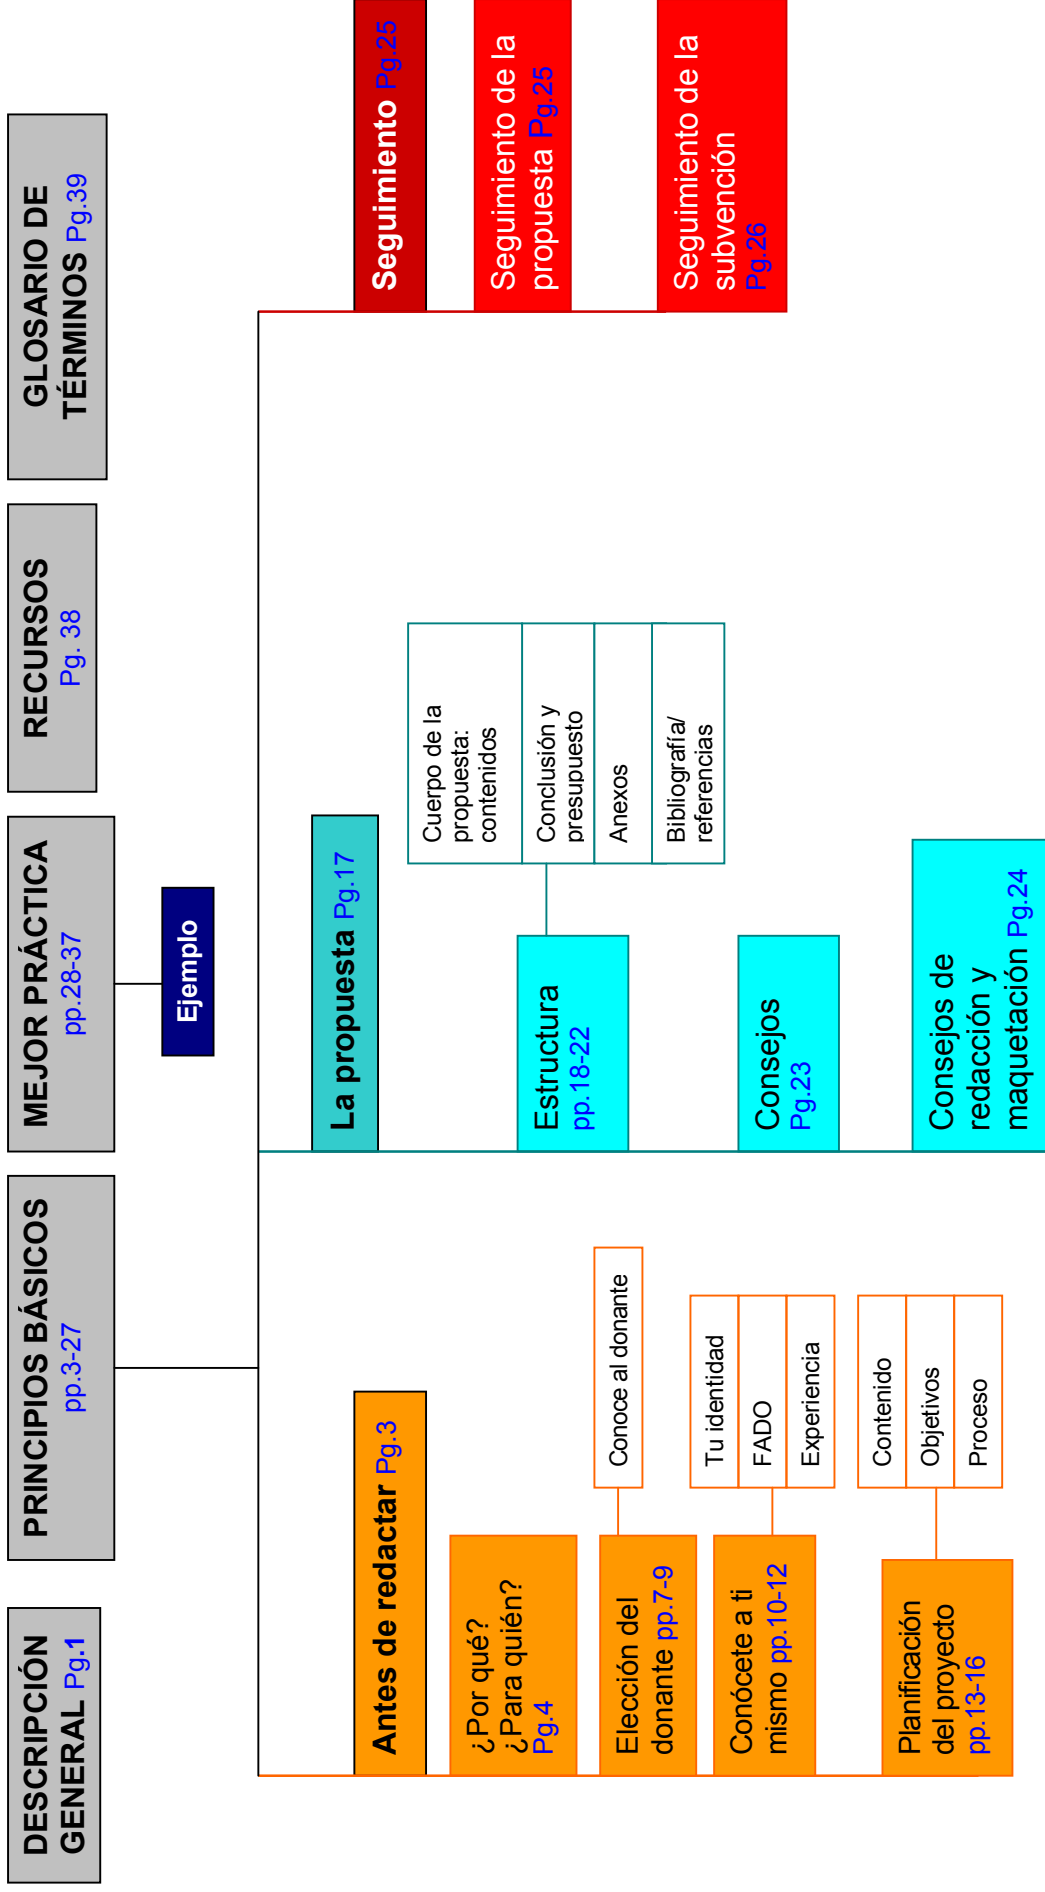 DESCRIPCIÓN
GENERAL Pg.1
PRINCIPIOS BÁSICOS
pp.3-27
MEJOR PRÁCTICA
pp.28-37
RECURSOS
Pg. 38
GLOSARIO DE
TÉRMINOS Pg.39
Ejemplo
Antes de redactar Pg.3
¿Por qué?
¿Para quién?
Pg.4
Elección del
donante pp.7-9
Conoce al donante
Conócete a ti
mismo pp.10-12
Tu identidad
FADO
Experiencia
Planificación
del proyecto
pp.13-16
Contenido
Objetivos
Proceso
La propuesta Pg.17
Estructura
pp.18-22
Cuerpo de la
propuesta:
contenidos
Conclusión y
presupuesto
Anexos
Bibliografía/
referencias
Consejos
Pg.23
Consejos de
redacción y
maquetación Pg.24
Seguimiento Pg.25
Seguimiento de la
propuesta Pg.25
Seguimiento de la
subvención
Pg.26